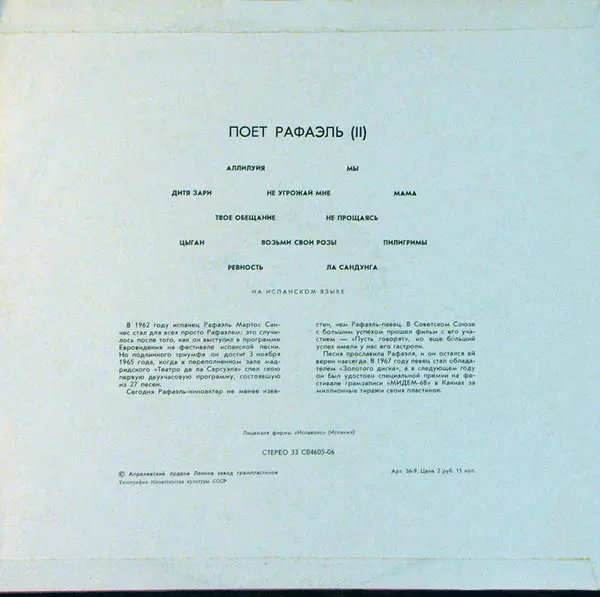 ПОЕТ РАФАЭЛЬ (II)
АЛЛИЛУЙЯ МЫ
ДИТЯ ЗАРИ НЕ УГРОЖАЙ МНЕ МАМА
ТВОЕ ОБЕЩАНИЕ НЕ ПРОЩАЯСЬ
ЦЫГАН ВОЗЬМИ СВОИ РОЗЫ ПИЛИГРИМЫ
РЕВНОСТЬ ЛА САНДУНГА
НА ИСПАНСКОМ ЯЗЫКЕ
В 1962 году испанец Рафаэль Мартос Сан-
чес стал для всех просто Рафаэлем: это случи-
лось после того, как он выступил в программе
Евровидения на фестивале испанской песни.
Но подлинного триумфа он достиг 3 ноября
1965 года, когда в переполненном зале мад-
ридского «Театро де ла Сарсуэла» спел свою
первую двухчасовую программу, состоявшую
из 27 песен.
Сегодня Рафаэль-киноактер не менее изве-
стен, чем Рафаэль-певец. В Советском Союзе
с большим успехом прошел фильм с его уча-
стием — «Пусть говорят», но еще больший
успех имели у нас его гастроли.
Песня прославила Рафаэля, и он остался ей
верен навсегда. В 1967 году певец стал облада-
телем «Золотого диска», а в следующем году
он был удостоен специальной премии на фе-
стивале грамзаписи «МИДЕМ-68» в Каннах за
миллионные тиражи своих пластинок.
Лицензия фирмы «Испавокс» (Испания)
СТЕРЕО 33 С04605-06
© Апрелевский ордена Ленина завод грампластинок
Типография Министерства культуры СССР
Арт. 36-9. Цена 2 руб. 15 коп.